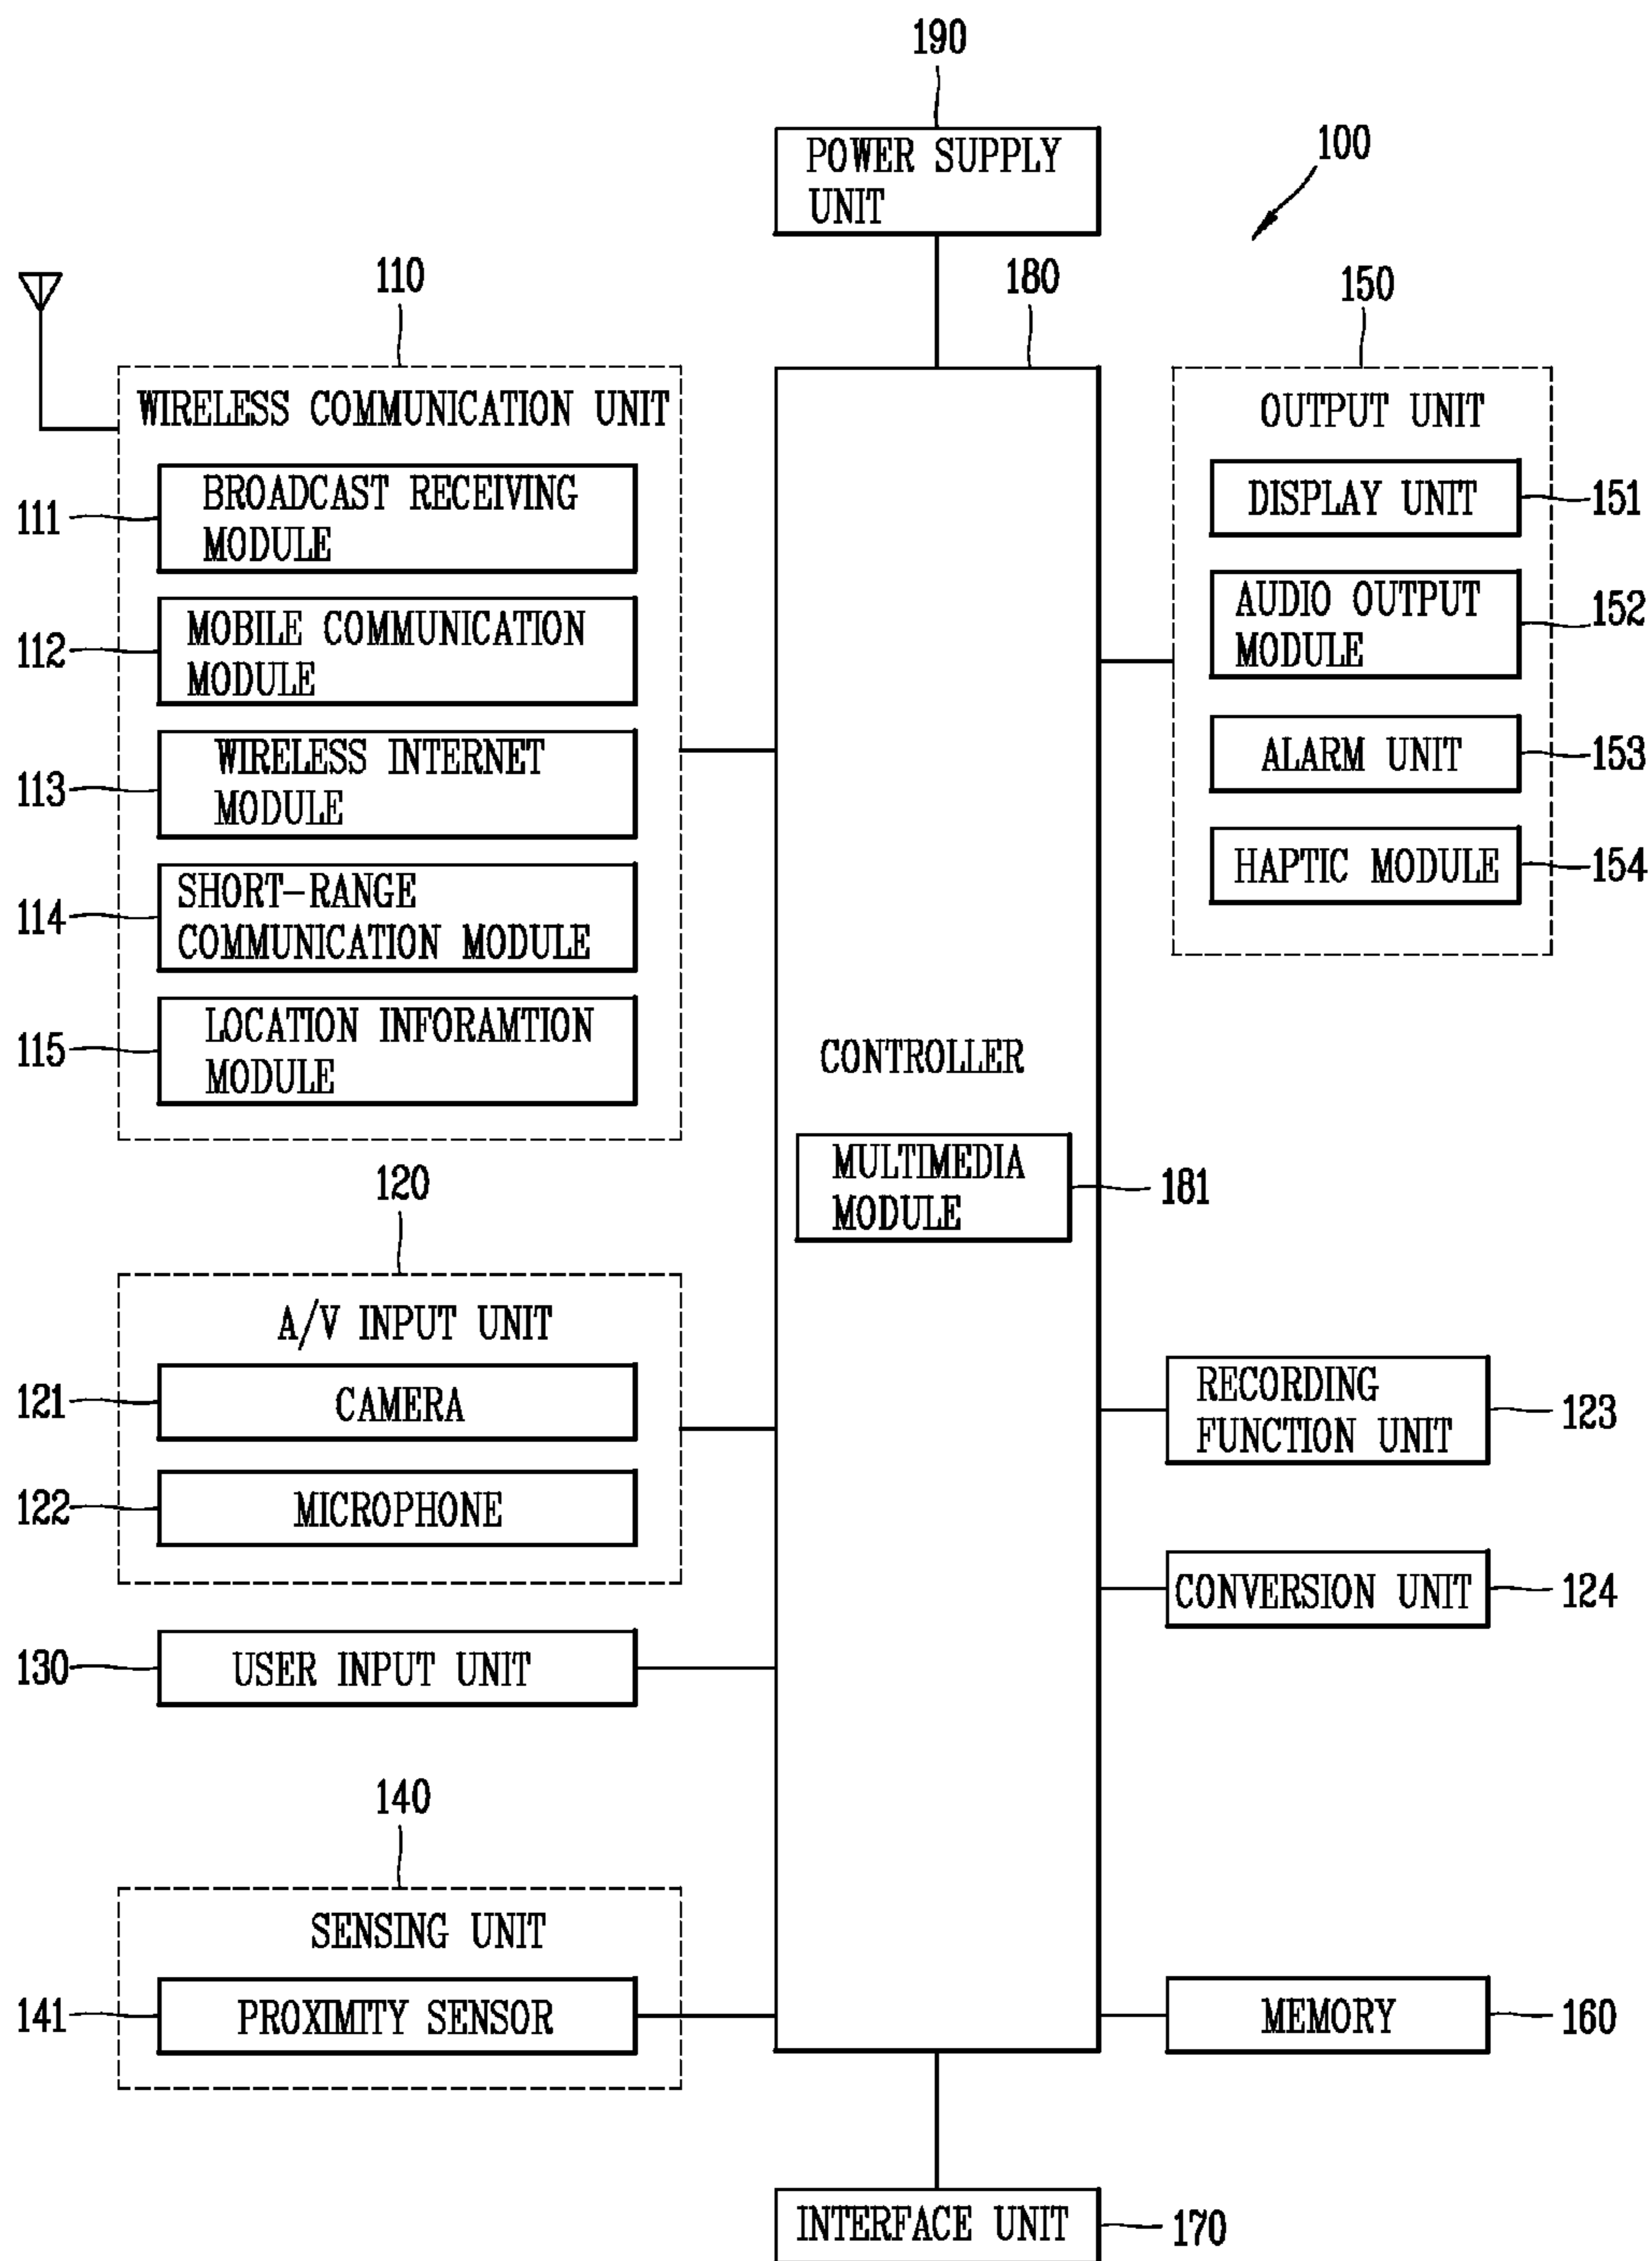 190
POWER SUPPLY
UNIT
100
110
180
150
WIRELESS COMMUNICATION UNIT
111
BROADCAST RECEIVING
MODULE
112
MOBILE COMMUNICATION
MODULE
113
WIRELESS INTERNET
MODULE
114
SHORT-RANGE
COMMUNICATION MODULE
115
LOCATION INFORAMTION
MODULE
OUTPUT UNIT
DISPLAY UNIT
151
AUDIO OUTPUT
MODULE
152
ALARM UNIT
153
HAPTIC MODULE
154
CONTROLLER
MULTIMEDIA
MODULE
181
120
A/V INPUT UNIT
121
CAMERA
122
MICROPHONE
RECORDING
FUNCTION UNIT
123
CONVERSION UNIT
124
130
USER INPUT UNIT
140
SENSING UNIT
141
PROXIMITY SENSOR
MEMORY
160
INTERFACE UNIT
170